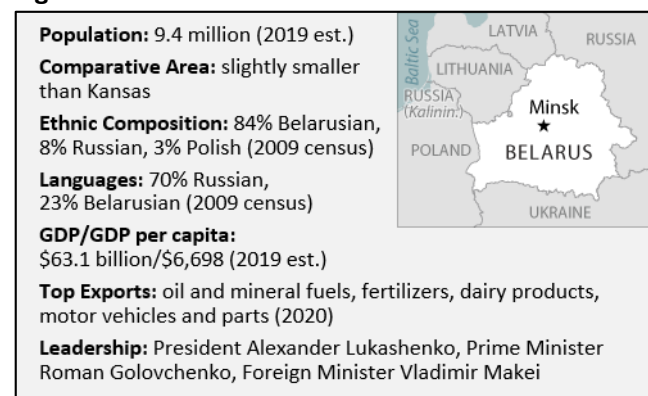 Population: 9.4 million (2019 est.)
Comparative Area: slightly smaller
than Kansas
Ethnic Composition: 84% Belarusian,
8% Russian, 3% Polish (2009 census)
Languages: 70% Russian,
23% Belarusian (2009 census)
GDP/GDP per capita:
$63.1 billion/$6,698 (2019 est.)
Top Exports: oil and mineral fuels, fertilizers, dairy products,
motor vehicles and parts (2020)
Leadership: President Alexander Lukashenko, Prime Minister
Roman Golovchenko, Foreign Minister Vladimir Makei
Baltic Sea
LATVIA
RUSSIA
LITHUANIA
RUSSIA
(Kalinin.)
Minsk
POLAND
BELARUS
UKRAINE